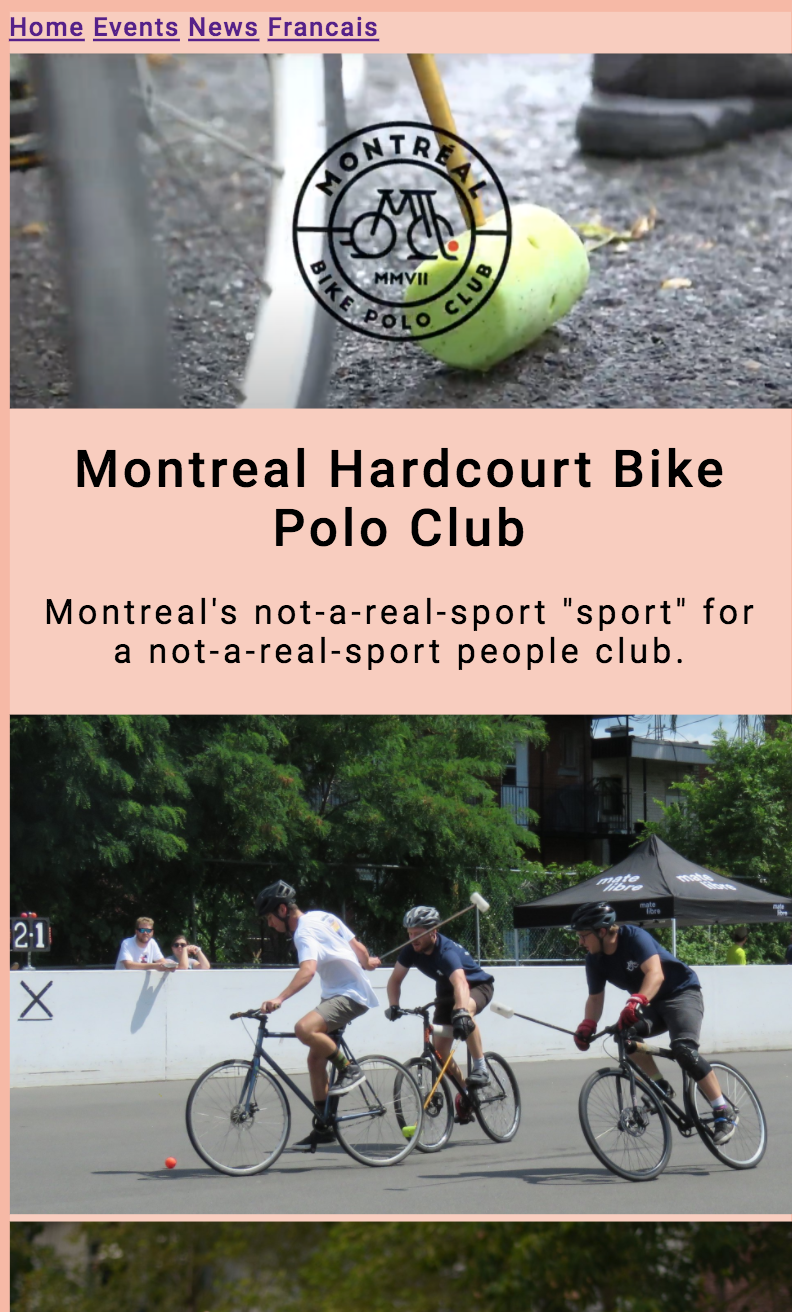 Home Events News Francais
MONTRÉAL
MMVII
BIKE POLO CLUB
Montreal Hardcourt Bike
Polo Club
Montreal's not-a-real-sport "sport" for
a not-a-real-sport people club.
mate libre
mate libre
mate libre
mate libre
2:1
X